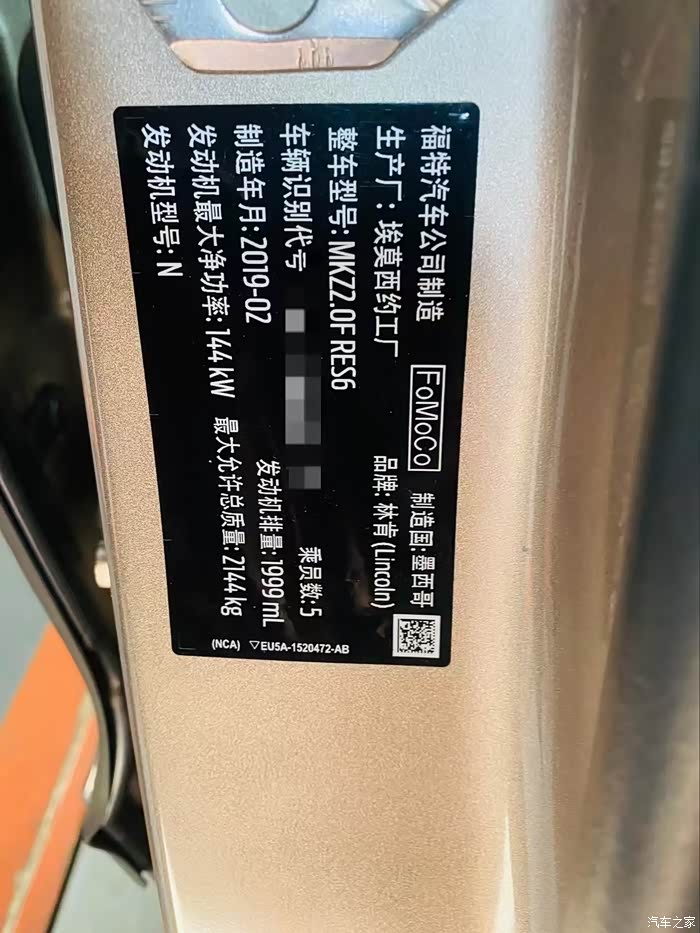 福特汽车公司制造 FoMoCo 制造国:墨西哥
生产厂:埃莫西约工厂 品牌:林肯(Lincoln)
整车型号:MKZ2.0F RES6
车辆识别代号 乘员数:5
制造年月:2019-02 发动机排量:1999 mL
发动机最大净功率:144 kW 最大允许总质量:2144 kg
发动机型号:N
(NCA) ▽EU5A-1520472-AB
汽车之家